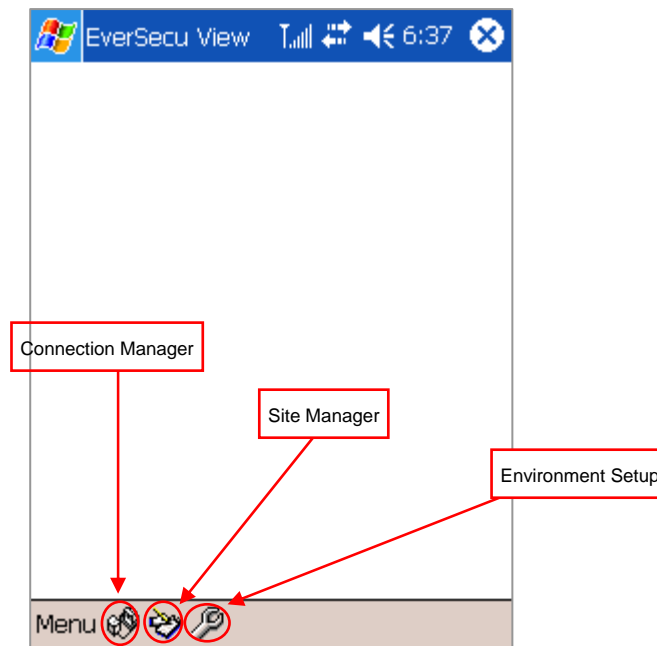 EverSecu View 6:37
Connection Manager
Site Manager
Environment Setup
Menu